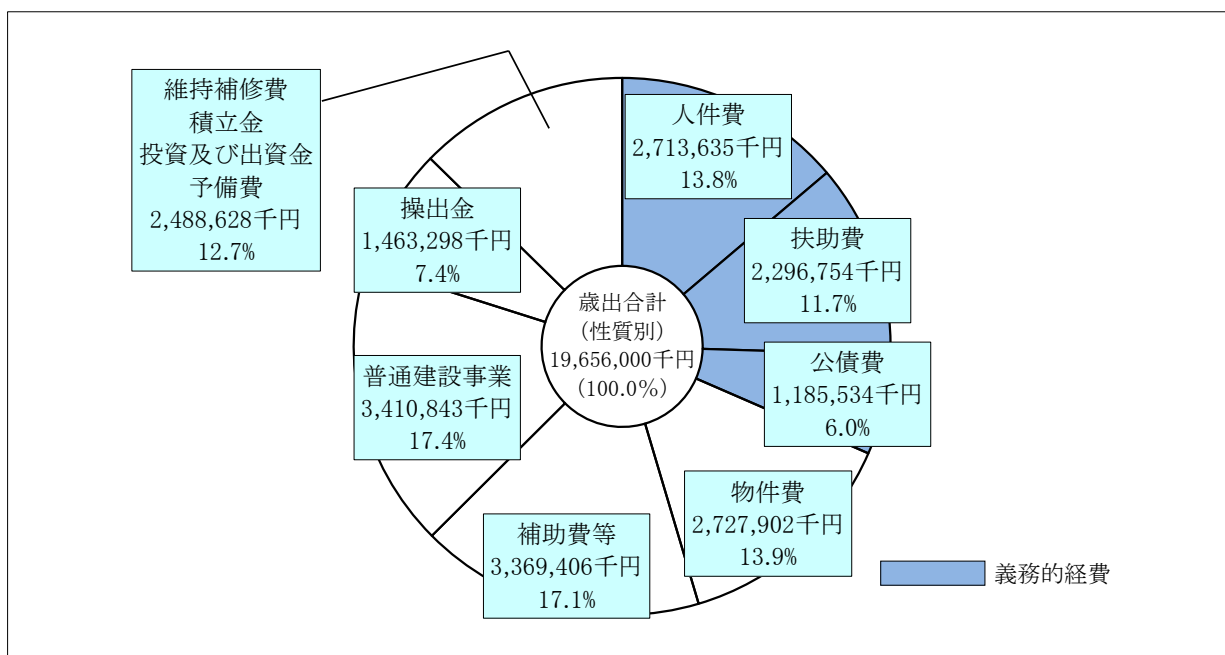 維持補修費
積立金
投資及び出資金
予備費
2,488,628千円
12.7%
人件費
2,713,635千円
13.8%
扶助費
2,296,754千円
11.7%
公債費
1,185,534千円
6.0%
物件費
2,727,902千円
13.9%
補助費等
3,369,406千円
17.1%
普通建設事業
3,410,843千円
17.4%
操出金
1,463,298千円
7.4%
歳出合計
(性質別)
19,656,000千円
(100.0%)
義務的経費